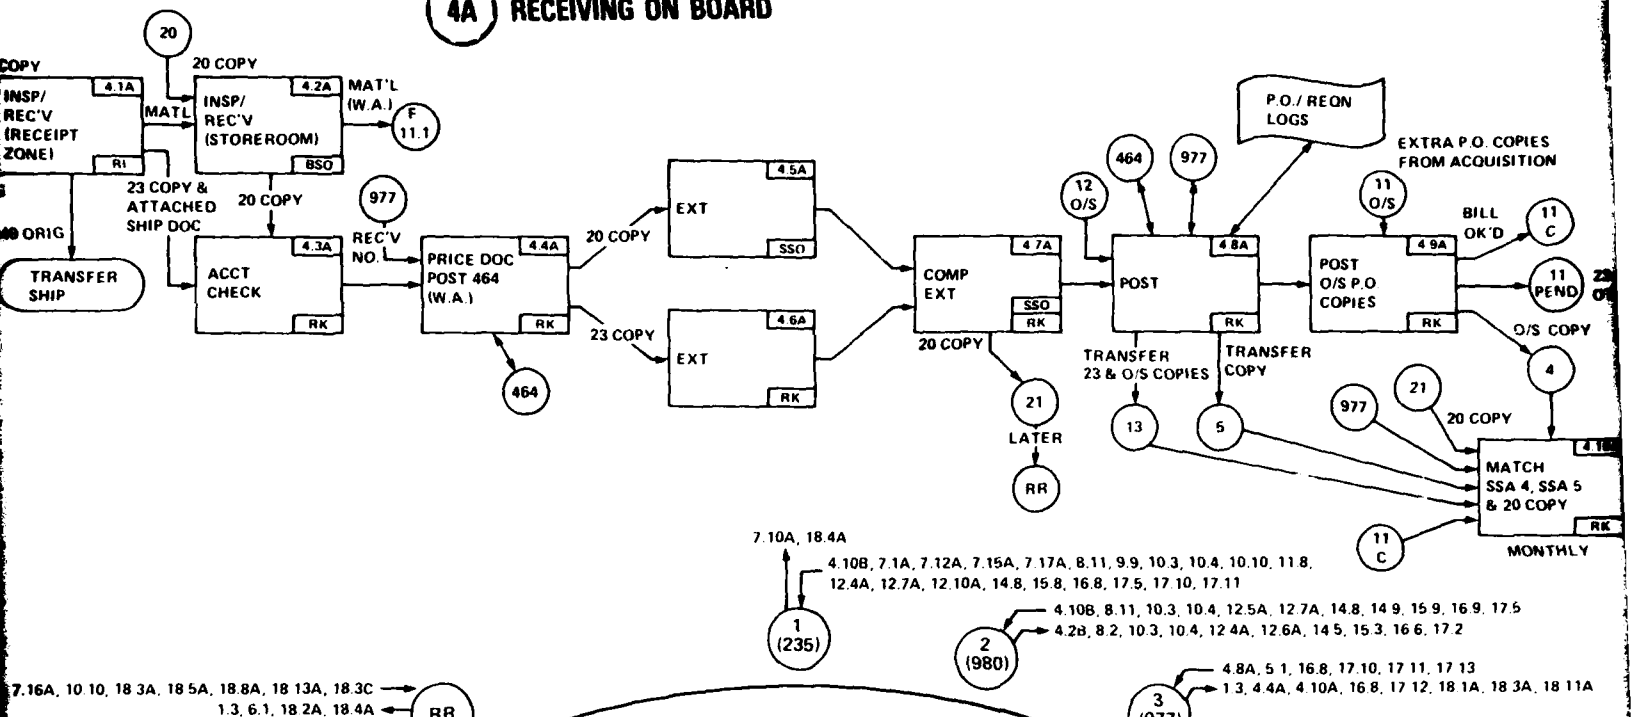 4A RECEIVING ON BOARD
20
COPY
4.1A
INSP/
REC'V
(RECEIPT
ZONE)
RI
MATL
20 COPY
4.2A
INSP/
REC'V
(STOREROOM)
BSO
MAT'L
(W.A.)
F
11.1
ORIG
TRANSFER
SHIP
23 COPY &
ATTACHED
SHIP DOC
20 COPY
4.3A
ACCT
CHECK
RK
977
REC'V
NO.
4.4A
PRICE DOC
POST 464
(W.A.)
RK
464
20 COPY
23 COPY
4.5A
EXT
SSO
4.6A
EXT
RK
4 7A
COMP
EXT
SSO
RK
20 COPY
21
LATER
RR
12
O/S
464
977
P.O./ REQN
LOGS
4.8A
POST
RK
TRANSFER
23 & O/S COPIES
TRANSFER
COPY
13
5
EXTRA P.O. COPIES
FROM ACQUISITION
11
O/S
4 9A
POST
O/S P.O
COPIES
RK
BILL
OK'D
11
C
11
PEND
23
O/S COPY
4
21
20 COPY
977
MATCH
SSA 4, SSA 5
& 20 COPY
RK
11
C
MONTHLY
7.10A, 18.4A
4.10B, 7.1A, 7.12A, 7.15A, 7.17A, 8.11, 9.9, 10.3, 10.4, 10.10, 11.8,
12.4A, 12.7A, 12.10A, 14.8, 15.8, 16.8, 17.5, 17.10, 17.11
1
(235)
4.10B, 8.11, 10.3, 10.4, 12.5A, 12.7A, 14.8, 14 9, 15 9, 16.9, 17.5
4.2B, 8.2, 10.3, 10.4, 12 4A, 12.6A, 14 5, 15.3, 16 6, 17.2
2
(980)
4.8A, 5 1, 16.8, 17.10, 17 11, 17 13
1.3, 4.4A, 4.10A, 16.8, 17 12, 18.1A, 18 3A, 18 11A
3
7.16A, 10.10, 18 3A, 18 5A, 18.8A, 18 13A, 18.3C
1.3, 6.1, 18 2A, 18.4A
RR